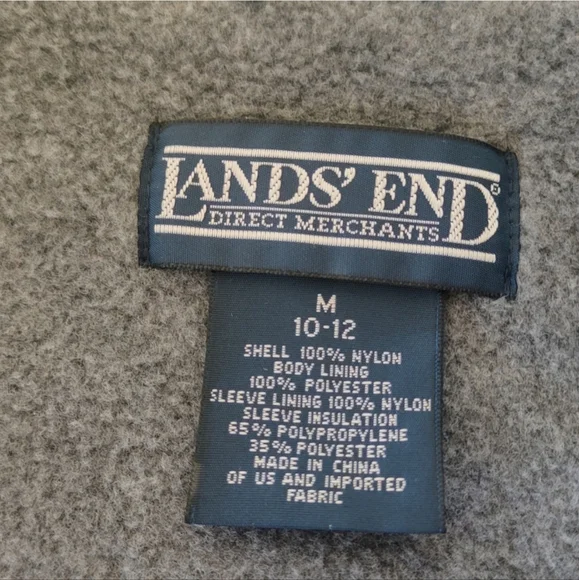 LANDS' END®
DIRECT MERCHANTS
M
10-12
SHELL 100% NYLON
BODY LINING
100% POLYESTER
SLEEVE LINING 100% NYLON
SLEEVE INSULATION
65% POLYPROPYLENE
35% POLYESTER
MADE IN CHINA
OF US AND IMPORTED
FABRIC